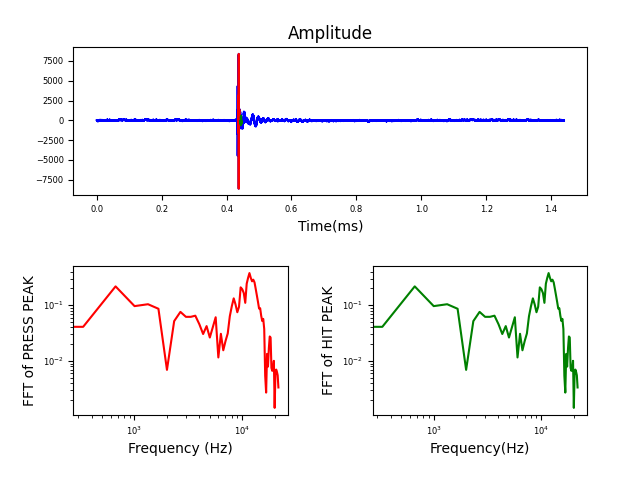 Amplitude
7500
5000
2500
0
−2500
−5000
−7500
0.0 0.2 0.4 0.6 0.8 1.0 1.2 1.4
Time(ms)
FFT of PRESS PEAK
10⁻¹
10⁻²
10³ 10⁴
Frequency (Hz)
FFT of HIT PEAK
10⁻¹
10⁻²
10³ 10⁴
Frequency(Hz)